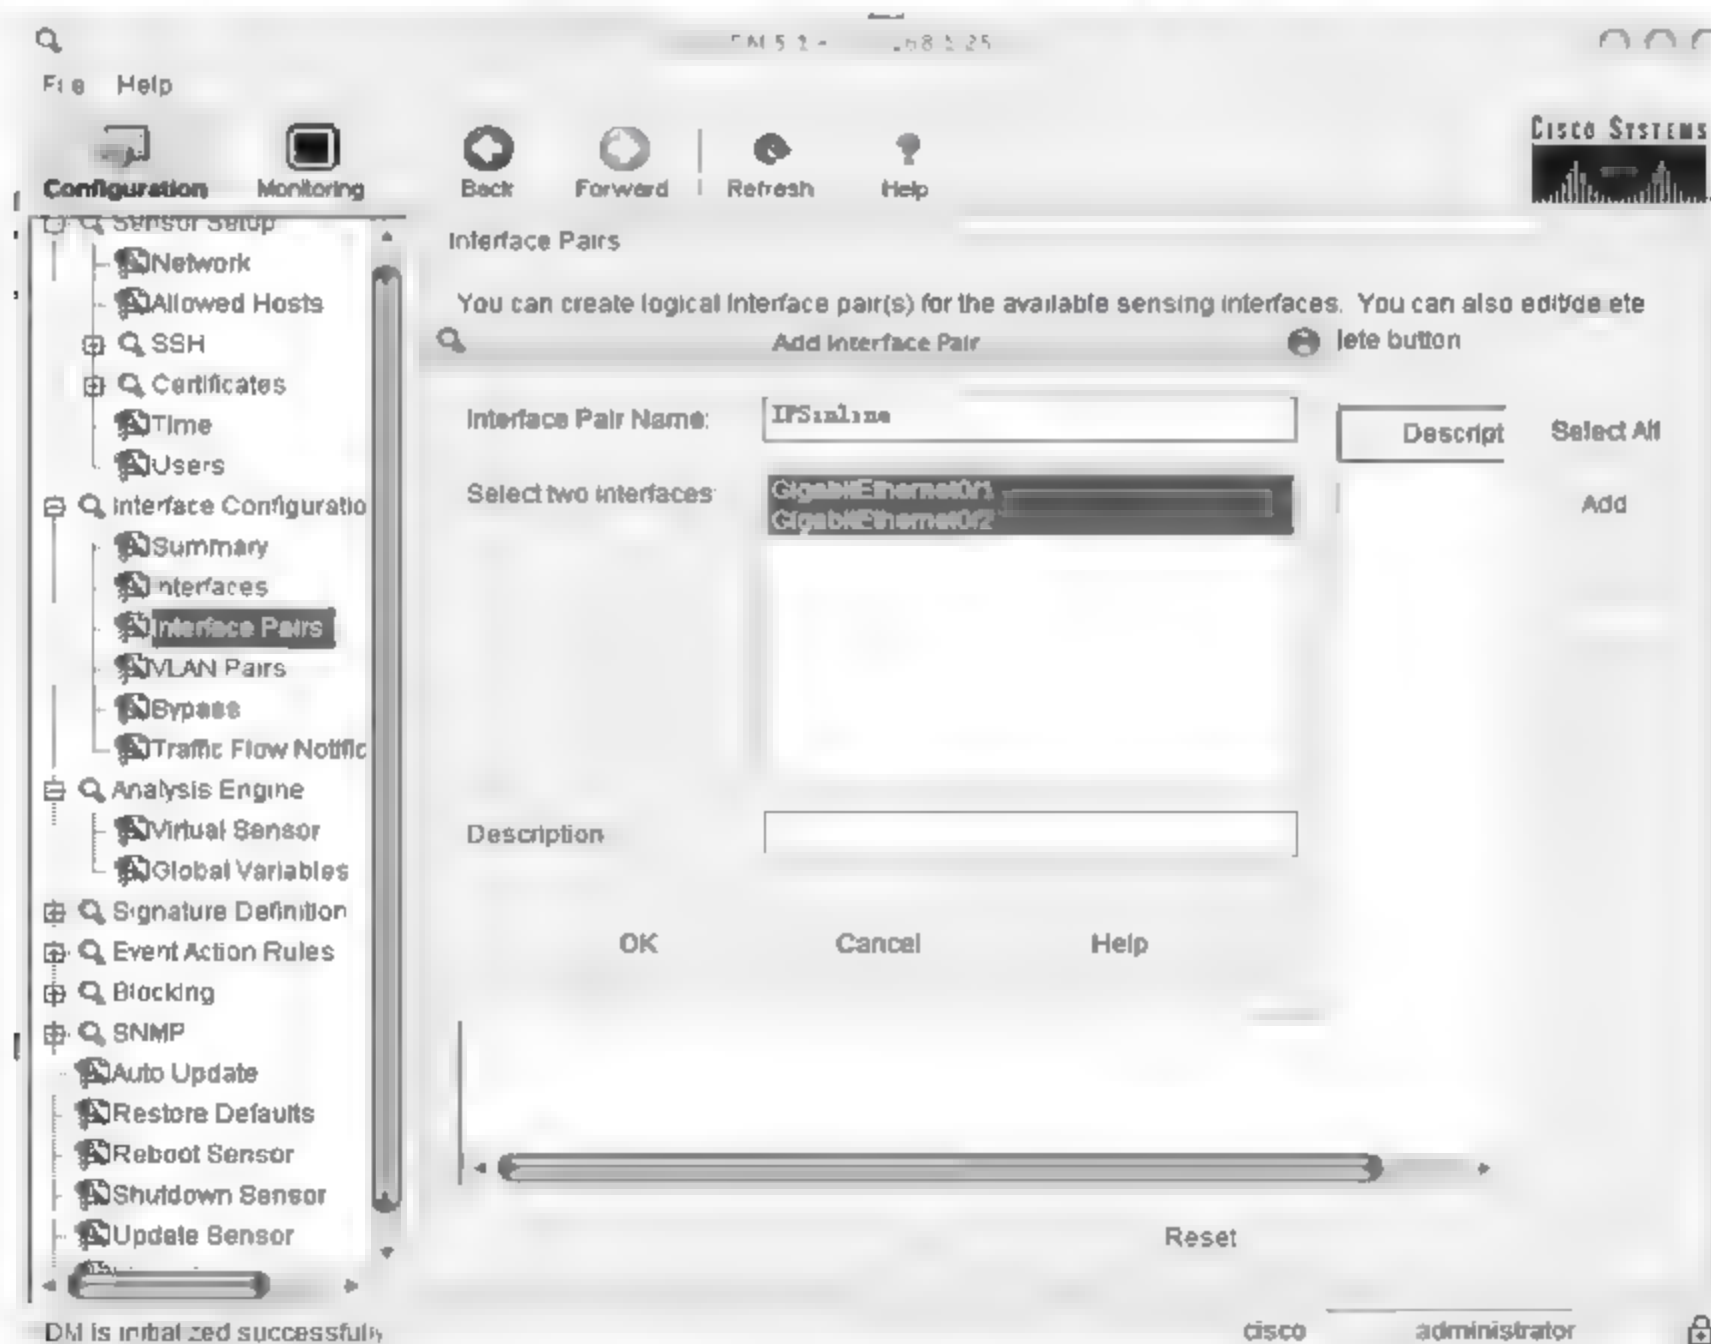 File Help
CISCO SYSTEMS
Configuration Monitoring Back Forward Refresh Help
Sensor Setup
Network
Allowed Hosts
SSH
Certificates
Time
Users
Interface Configuratio
Summary
Interfaces
Interface Pairs
VLAN Pairs
Bypass
Traffic Flow Notific
Analysis Engine
Virtual Sensor
Global Variables
Signature Definition
Event Action Rules
Blocking
SNMP
Auto Update
Restore Defaults
Reboot Sensor
Shutdown Sensor
Update Sensor
Interface Pairs
You can create logical interface pair(s) for the available sensing interfaces. You can also edit/delete
lete button
Add Interface Pair
Interface Pair Name: IPSinline
Select two interfaces
GigabitEthernet0/1
GigabitEthernet0/2
Description
OK Cancel Help
Descript
Select All
Add
Reset
DM is initialized successfully
cisco administrator